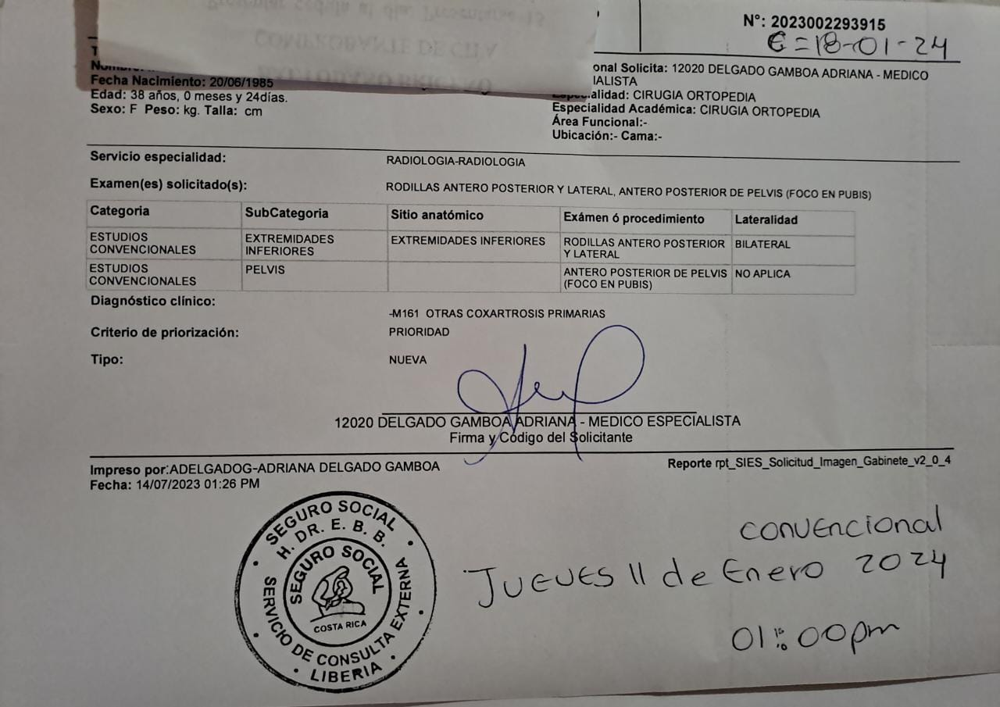 N°: 2023002293915
E = 18-01-24
Fecha Nacimiento: 20/06/1985
Edad: 38 años, 0 meses y 24días.
Sexo: F Peso: kg. Talla: cm
onal Solicita: 12020 DELGADO GAMBOA ADRIANA - MEDICO
IALISTA
alidad: CIRUGIA ORTOPEDIA
Especialidad Académica: CIRUGIA ORTOPEDIA
Área Funcional:-
Ubicación:- Cama:-
Servicio especialidad: RADIOLOGIA-RADIOLOGIA
Examen(es) solicitado(s): RODILLAS ANTERO POSTERIOR Y LATERAL, ANTERO POSTERIOR DE PELVIS (FOCO EN PUBIS)
Categoria SubCategoria Sitio anatómico Exámen ó procedimiento Lateralidad
ESTUDIOS CONVENCIONALES EXTREMIDADES INFERIORES EXTREMIDADES INFERIORES RODILLAS ANTERO POSTERIOR Y LATERAL BILATERAL
ESTUDIOS CONVENCIONALES PELVIS ANTERO POSTERIOR DE PELVIS (FOCO EN PUBIS) NO APLICA
Diagnóstico clínico:
-M161 OTRAS COXARTROSIS PRIMARIAS
Criterio de priorización: PRIORIDAD
Tipo: NUEVA
12020 DELGADO GAMBOA ADRIANA - MEDICO ESPECIALISTA
Firma y Código del Solicitante
Impreso por:ADELGADOG-ADRIANA DELGADO GAMBOA
Reporte rpt_SIES_Solicitud_Imagen_Gabinete_v2_0_4
Fecha: 14/07/2023 01:26 PM
SEGURO SOCIAL
H. DR. E. B. B.
SEGURO SOCIAL
COSTA RICA
SERVICIO DE CONSULTA EXTERNA
LIBERIA
convencional
Jueves 11 de Enero 2024
01:00pm